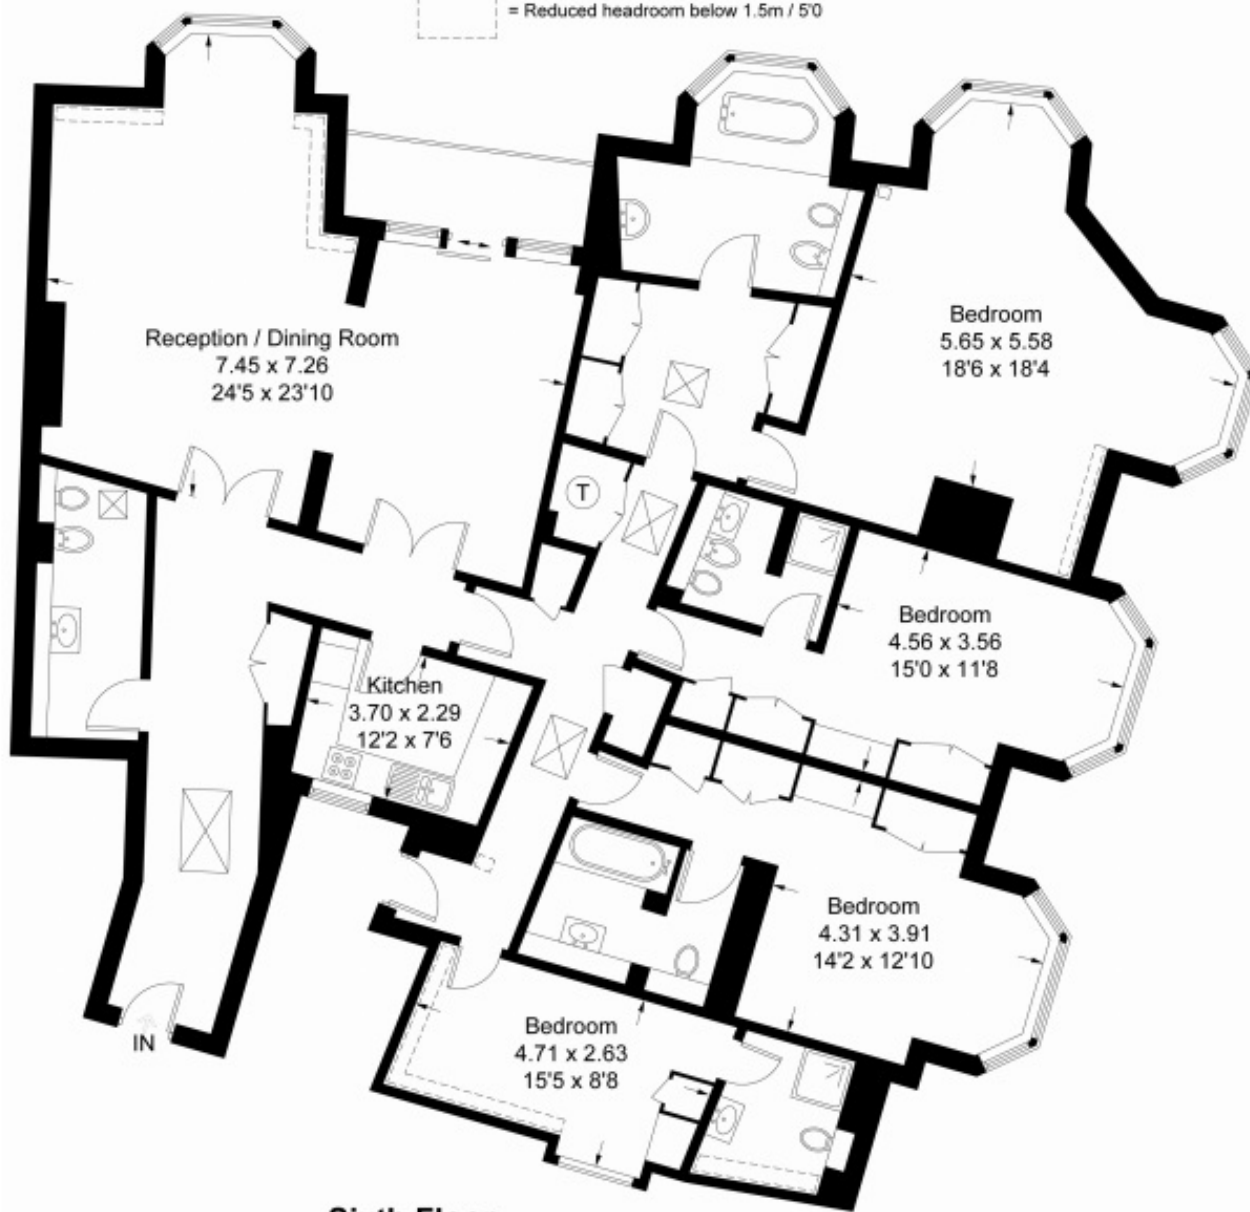 = Reduced headroom below 1.5m / 5'0
Reception / Dining Room
7.45 x 7.26
24'5 x 23'10
Bedroom
5.65 x 5.58
18'6 x 18'4
T
Bedroom
4.56 x 3.56
15'0 x 11'8
Kitchen
3.70 x 2.29
12'2 x 7'6
Bedroom
4.31 x 3.91
14'2 x 12'10
IN
Bedroom
4.71 x 2.63
15'5 x 8'8
Sixth Floor